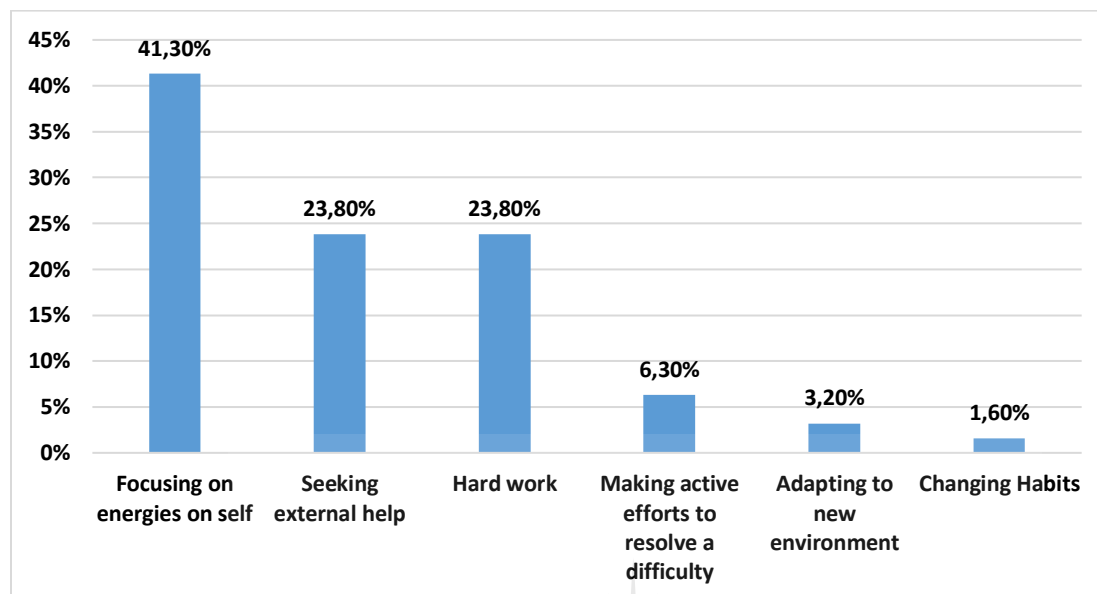 45%
40%
35%
30%
25%
20%
15%
10%
5%
0%
41,30%
23,80%
23,80%
6,30%
3,20%
1,60%
Focusing on
energies on self
Seeking
external help
Hard work
Making active
efforts to
resolve a
difficulty
Adapting to
new
environment
Changing Habits